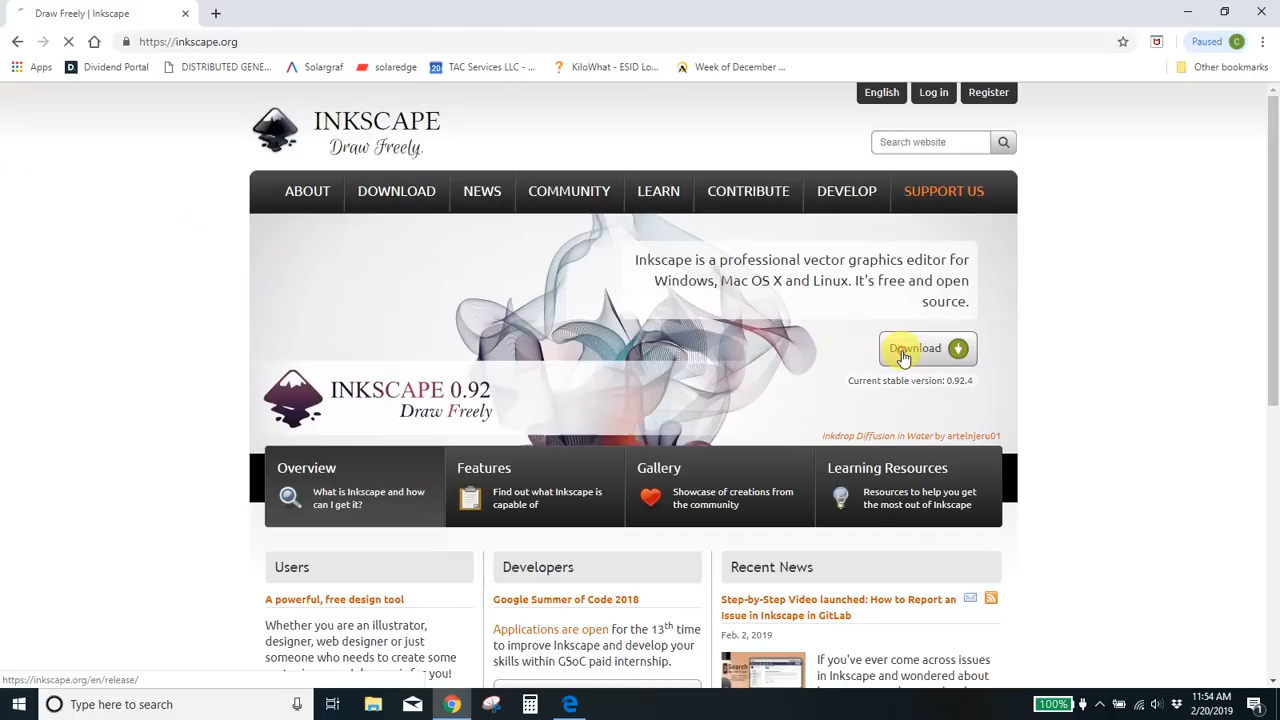 Draw Freely | Inkscape
https://inkscape.org
Paused C
Apps
Dividend Portal
DISTRIBUTED GENE...
Solargraf
solaredge
20 TAC Services LLC - ...
KiloWhat - ESID Lo...
Week of December ...
Other bookmarks
English
Log in
Register
INKSCAPE
Draw Freely.
Search website
ABOUT
DOWNLOAD
NEWS
COMMUNITY
LEARN
CONTRIBUTE
DEVELOP
SUPPORT US
Inkscape is a professional vector graphics editor for
Windows, Mac OS X and Linux. It's free and open
source.
Download
Current stable version: 0.92.4
INKSCAPE 0.92
Draw Freely
Inkdrop Diffusion in Water by artelnjeru01
Overview
What is Inkscape and how
can I get it?
Features
Find out what Inkscape is
capable of
Gallery
Showcase of creations from
the community
Learning Resources
Resources to help you get
the most out of Inkscape
Users
A powerful, free design tool
Whether you are an illustrator,
designer, web designer or just
someone who needs to create some
you!
Developers
Google Summer of Code 2018
Applications are open for the 13th time
to improve Inkscape and develop your
skills within GSoC paid internship.
Recent News
Step-by-Step Video launched: How to Report an
Issue in Inkscape in GitLab
Feb. 2, 2019
Search
If you've ever come across issues
in Inkscape and wondered about
https://inkscape.org/en/release/
Type here to search
100%
11:54 AM
2/20/2019